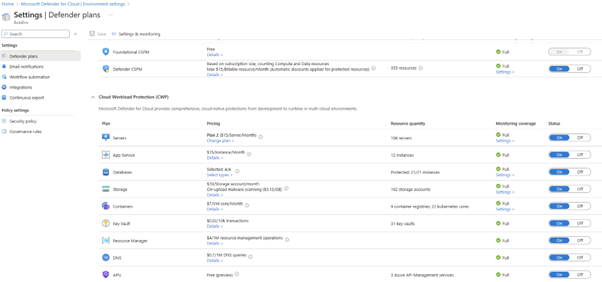 Home > Microsoft Defender for Cloud | Environment settings >
Settings | Defender plans ...
Search
Save
Settings & monitoring
Settings
Defender plans
Email notifications
Workflow automation
Integrations
Continuous export
Policy settings
Security policy
Governance rules
Foundational CSPM
Free
Details >
Full
On Off
Defender CSPM
Based on subscription size: counting Compute and Data resources
Max $15/Billable resource/Month (automatic discounts applied for protected resources)
Details >
resources
Full
Settings >
On Off
Cloud Workload Protection (CWP)
Microsoft Defender for Cloud provides comprehensive, cloud-native protections from development to runtime in multi-cloud environments.
Plan Pricing Resource quantity Monitoring coverage Status
Servers
Plan 2 ($15/Server/Month)
Change plan >
servers
Full
Settings >
On Off
App Service
$15/Instance/Month
Details >
12 instances
Full
On Off
Databases
Selected: 4/4
Select types >
Protected: 21/21 instances
Full
Settings >
On Off
Storage
$10/Storage account/month
On-upload malware scanning ($0.15/GB)
Details >
162 storage accounts
Full
Settings >
On Off
Containers
$7/VM core/Month
Details >
9 container registries; 22 kubernetes cores
Full
Settings >
On Off
Key Vault
$0.02/10k transactions
Details >
31 key vaults
Full
On Off
Resource Manager
$4/1M resource management operations
Details >
Full
On Off
DNS
$0.7/1M DNS queries
Details >
Full
On Off
APIs
Free (preview)
3 Azure API Management services
Full
On Off